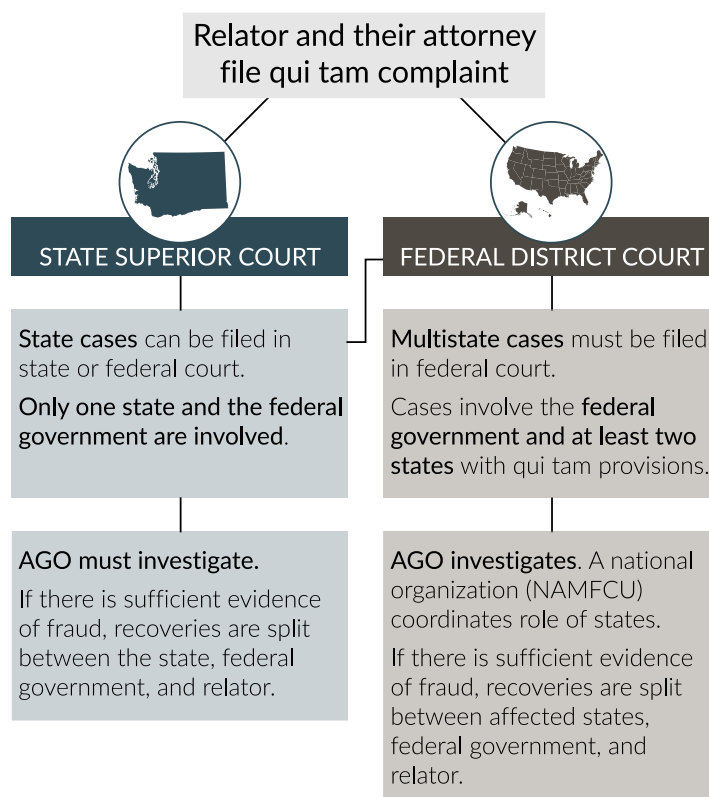 Relator and their attorney
file qui tam complaint
STATE SUPERIOR COURT
State cases can be filed in
state or federal court.
Only one state and the federal
government are involved.
AGO must investigate.
If there is sufficient evidence
of fraud, recoveries are split
between the state, federal
government, and relator.
FEDERAL DISTRICT COURT
Multistate cases must be filed
in federal court.
Cases involve the federal
government and at least two
states with qui tam provisions.
AGO investigates. A national
organization (NAMFCU)
coordinates role of states.
If there is sufficient evidence
of fraud, recoveries are split
between affected states,
federal government, and
relator.